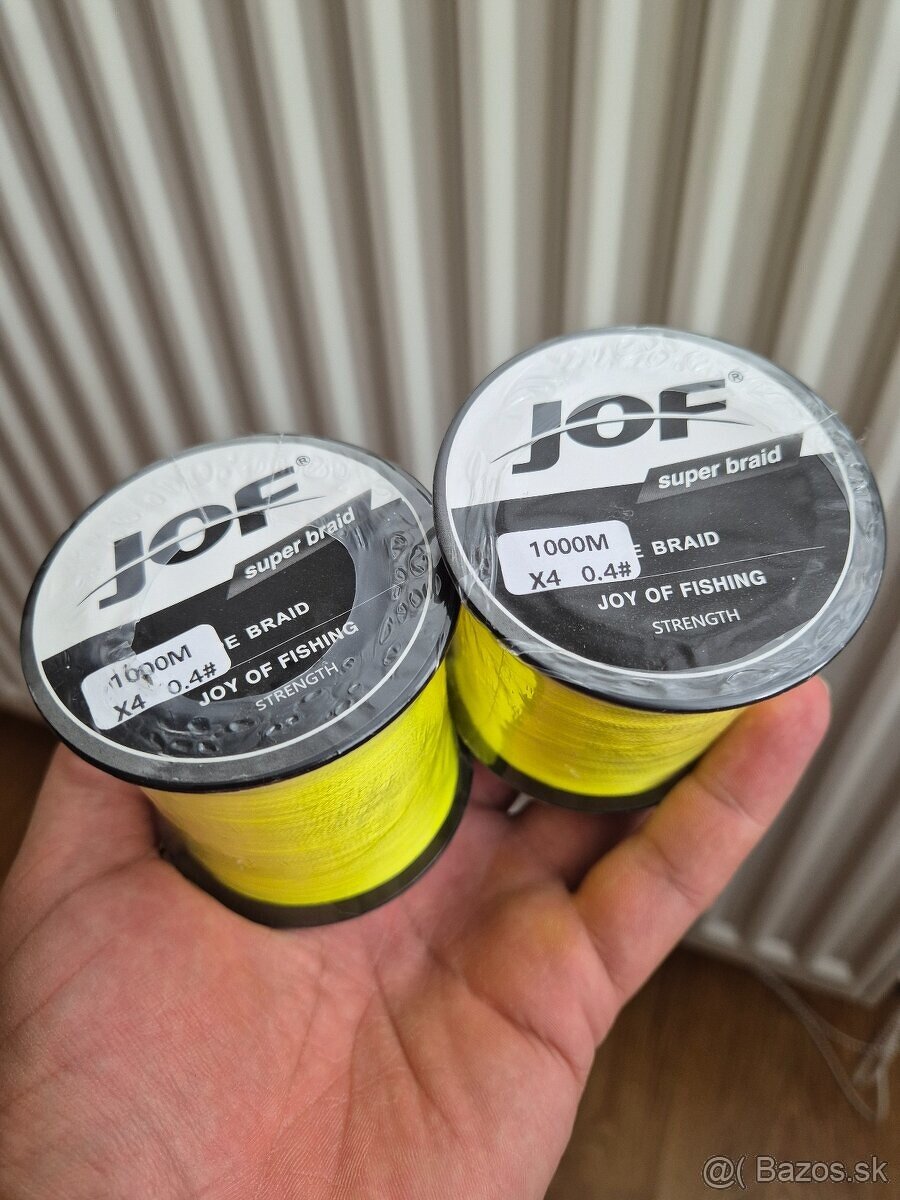 JOF®
super braid
E BRAID
1000M
X4 0.4#
JOY OF FISHING
STRENGTH
JOF®
super braid
1000M
E BRAID
X4 0.4#
JOY OF FISHING
STRENGTH
@( Bazos.sk